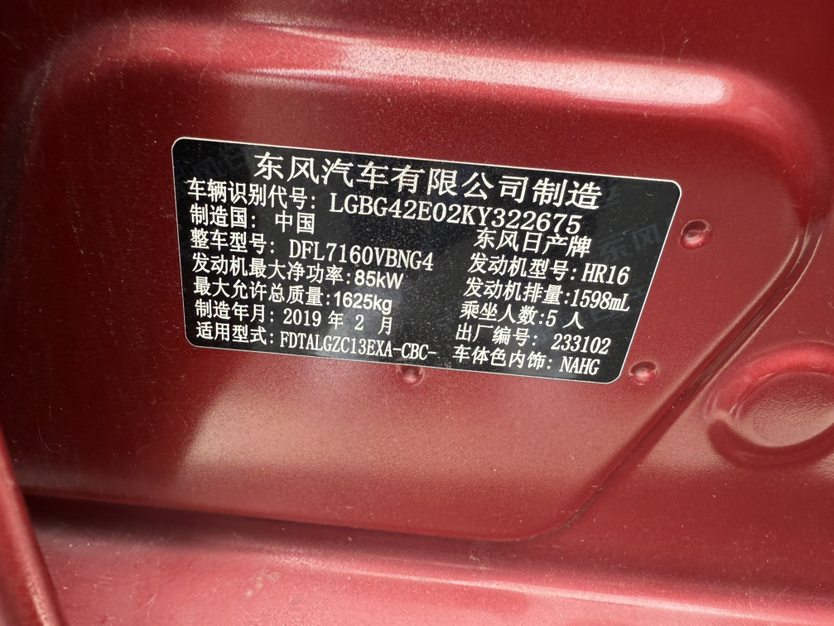 东风汽车有限公司制造
车辆识别代号: LGBG42E02KY322675
制造国: 中国 东风日产牌
整车型号: DFL7160VBNG4 发动机型号: HR16
发动机最大净功率: 85kW 发动机排量: 1598mL
最大允许总质量: 1625kg 乘坐人数: 5 人
制造年月: 2019 年 2 月 出厂编号: 233102
适用型式: FDTALGZC13EXA-CBC- 车体色内饰: NAHG